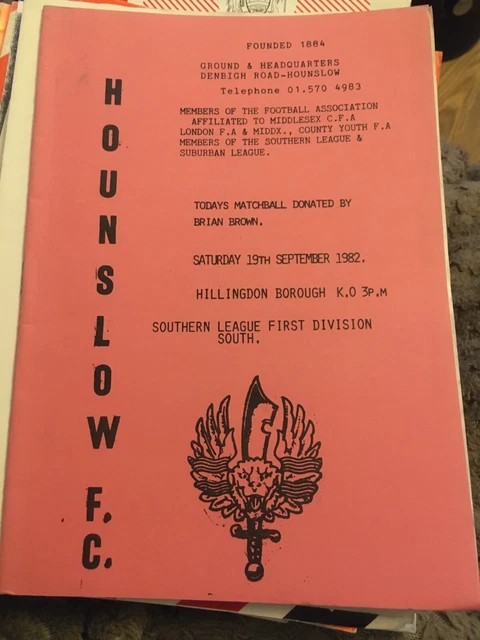 HOUNSLOW F.C.
FOUNDED 1884
GROUND & HEADQUARTERS
DENBIGH ROAD-HOUNSLOW
Telephone 01.570 4983
MEMBERS OF THE FOOTBALL ASSOCIATION
AFFILIATED TO MIDDLESEX C.F.A
LONDON F.A & MIDDX., COUNTY YOUTH F.A
MEMBERS OF THE SOUTHERN LEAGUE &
SUBURBAN LEAGUE.
TODAYS MATCHBALL DONATED BY
BRIAN BROWN.
SATURDAY 19TH SEPTEMBER 1982.
HILLINGDON BOROUGH K.O 3P.M
SOUTHERN LEAGUE FIRST DIVISION
SOUTH.